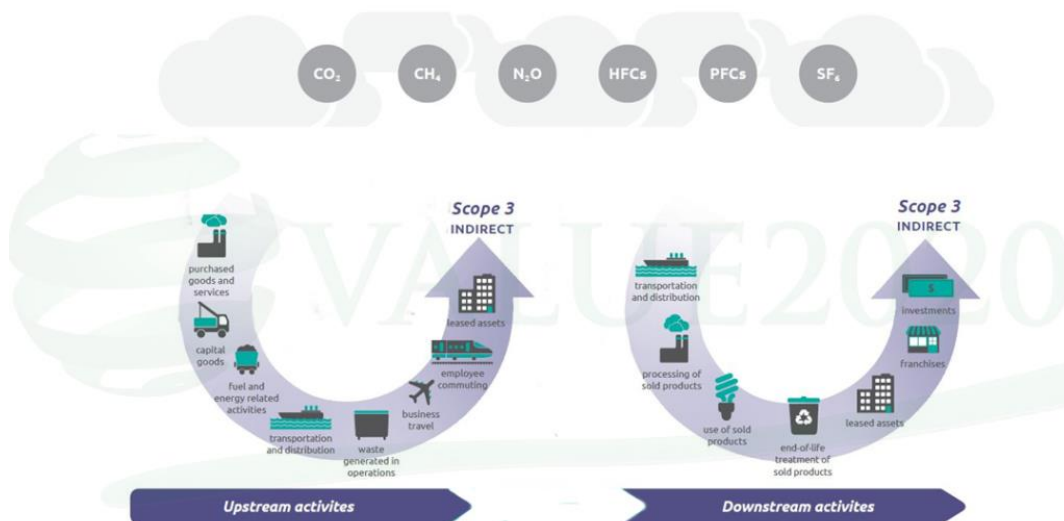 CO₂
CH₄
N₂O
HFCs
PFCs
SF₆
VALUE2020
Scope 3
INDIRECT
purchased
goods and
services
capital
goods
fuel and
energy related
activities
transportation
and distribution
waste
generated in
operations
business
travel
employee
commuting
leased assets
Scope 3
INDIRECT
transportation
and distribution
processing of
sold products
use of sold
products
end-of-life
treatment of
sold products
leased assets
franchises
$
investments
Upstream activites
Downstream activites